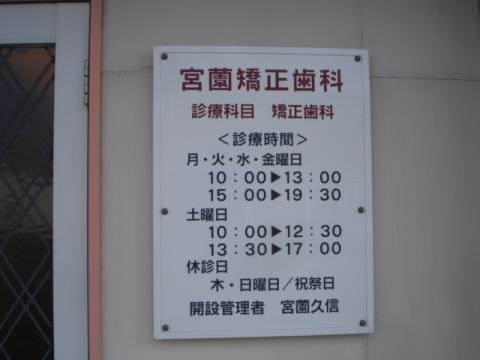 宮薗矯正歯科
診療科目　矯正歯科
＜診療時間＞
月・火・水・金曜日
10：00▶13：00
15：00▶19：30
土曜日
10：00▶12：30
13：30▶17：00
休診日
木・日曜日／祝祭日
開設管理者　宮薗久信